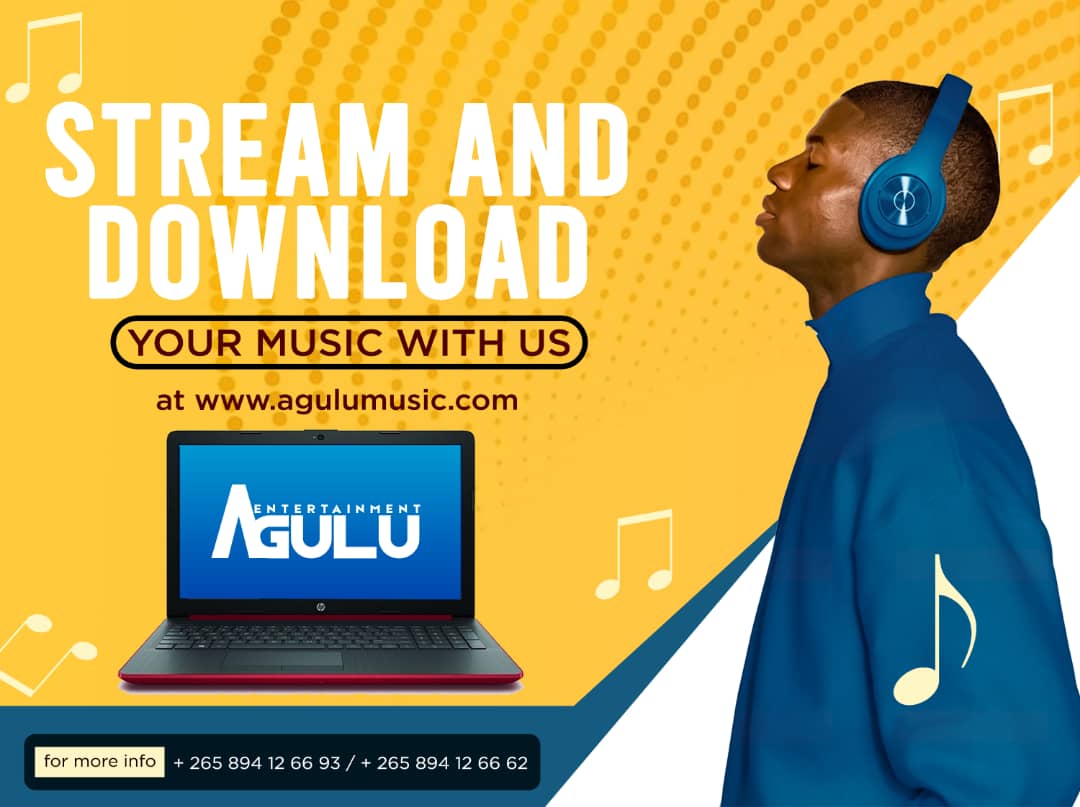 STREAM AND
DOWNLOAD
YOUR MUSIC WITH US
at www.agulumusic.com
ENTERTAINMENT
AGULU
hp
for more info + 265 894 12 66 93 / + 265 894 12 66 62